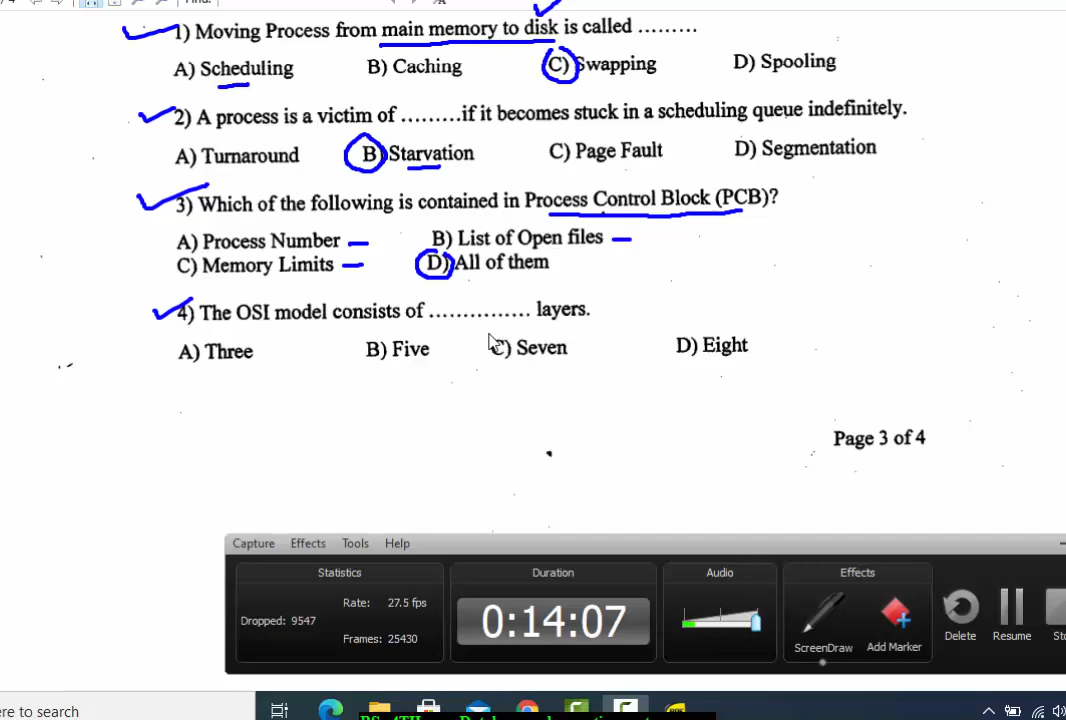 Find:
1) Moving Process from main memory to disk is called .........
A) Scheduling B) Caching C) Swapping D) Spooling
2) A process is a victim of .........if it becomes stuck in a scheduling queue indefinitely.
A) Turnaround B) Starvation C) Page Fault D) Segmentation
3) Which of the following is contained in Process Control Block (PCB)?
A) Process Number B) List of Open files
C) Memory Limits D) All of them
4) The OSI model consists of ............... layers.
A) Three B) Five C) Seven D) Eight
Page 3 of 4
Capture Effects Tools Help
Statistics Duration Audio Effects
Rate: 27.5 fps
Dropped: 9547
Frames: 25430
0:14:07
ScreenDraw Add Marker Delete Resume Sto
ere to search